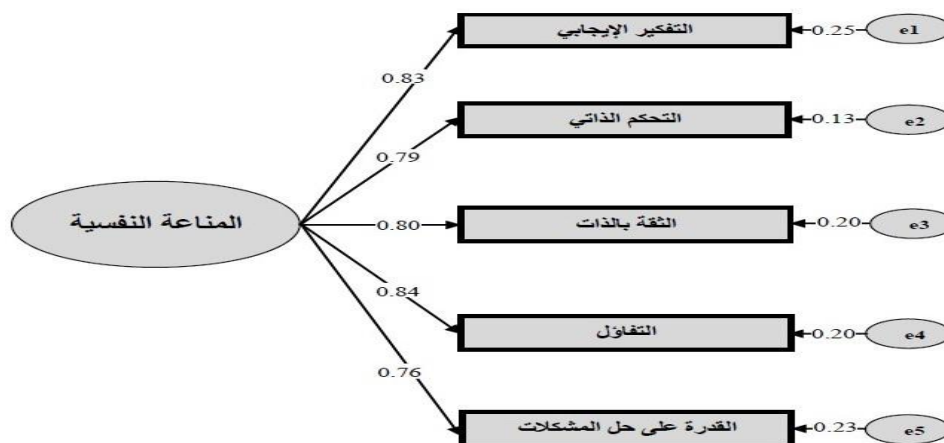 التفكير الإيجابي
0.25
e1
0.83
التحكم الذاتي
0.13
e2
0.79
المناعة النفسية
0.80
الثقة بالذات
0.20
e3
0.84
التفاؤل
0.20
e4
0.76
القدرة على حل المشكلات
0.23
e5